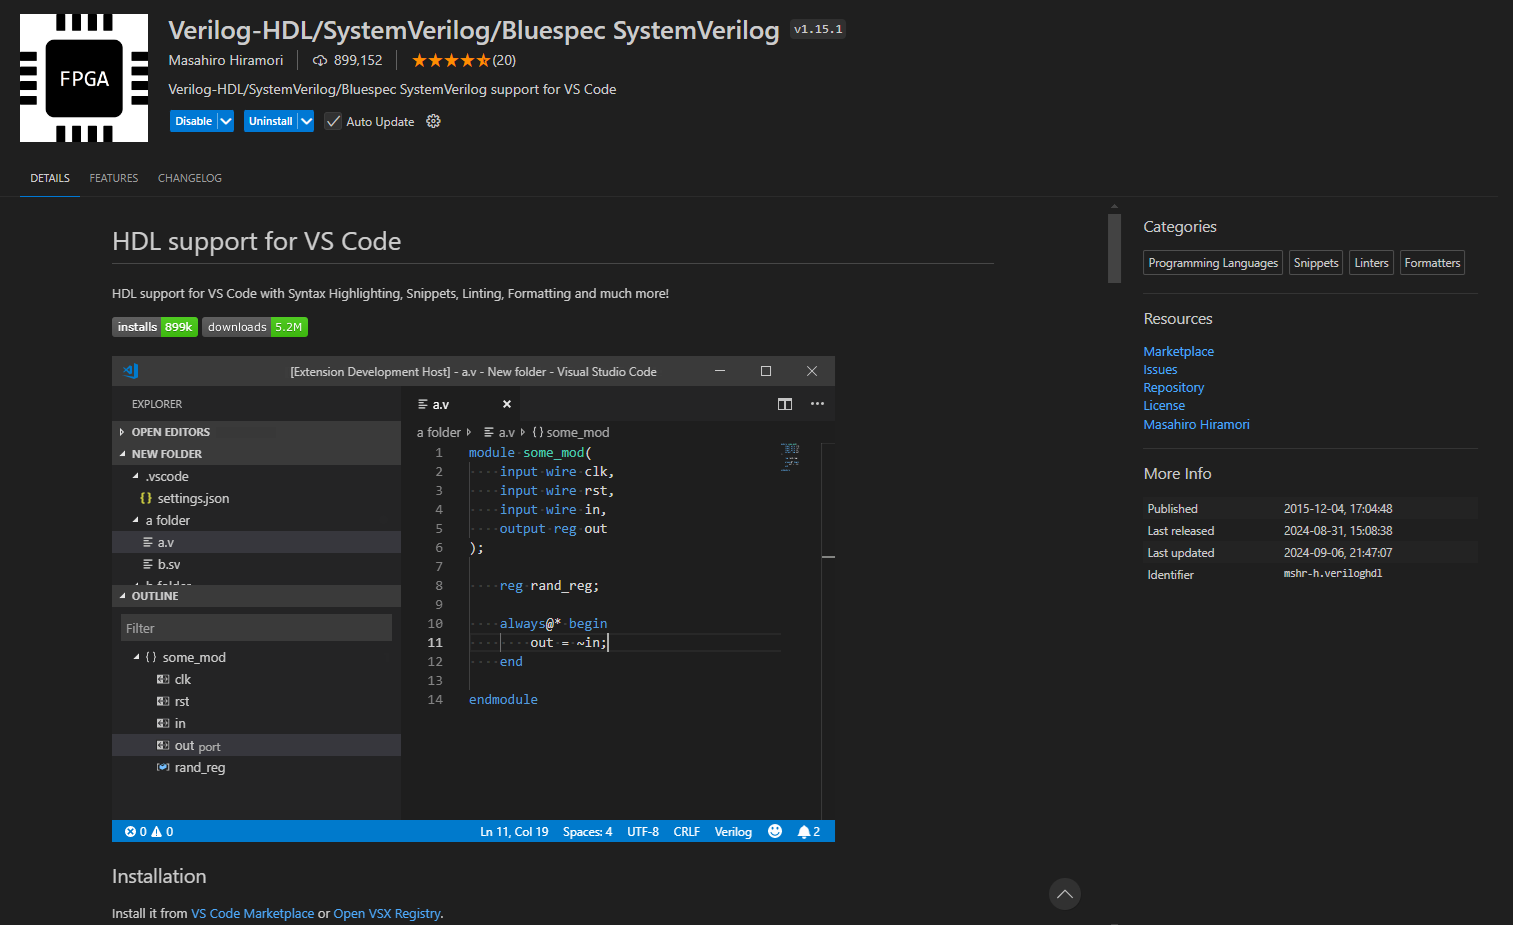 FPGA
Verilog-HDL/SystemVerilog/Bluespec SystemVerilog v1.15.1
Masahiro Hiramori 899,152 (20)
Verilog-HDL/SystemVerilog/Bluespec SystemVerilog support for VS Code
Disable Uninstall Auto Update
DETAILS FEATURES CHANGELOG
HDL support for VS Code
HDL support for VS Code with Syntax Highlighting, Snippets, Linting, Formatting and much more!
installs 899k downloads 5.2M
[Extension Development Host] - a.v - New folder - Visual Studio Code
EXPLORER
OPEN EDITORS
NEW FOLDER
.vscode
{} settings.json
a folder
a.v
b.sv
b folder
OUTLINE
Filter
{} some_mod
clk
rst
in
out port
rand_reg
a.v
a folder a.v {} some_mod
1 module some_mod(
2 input wire clk,
3 input wire rst,
4 input wire in,
5 output reg out
6 );
7
8 reg rand_reg;
9
10 always@* begin
11 out = ~in;
12 end
13
14 endmodule
0 0 Ln 11, Col 19 Spaces: 4 UTF-8 CRLF Verilog 2
Installation
Install it from VS Code Marketplace or Open VSX Registry.
Categories
Programming Languages Snippets Linters Formatters
Resources
Marketplace
Issues
Repository
License
Masahiro Hiramori
More Info
Published 2015-12-04, 17:04:48
Last released 2024-08-31, 15:08:38
Last updated 2024-09-06, 21:47:07
Identifier mshr-h.veriloghdl